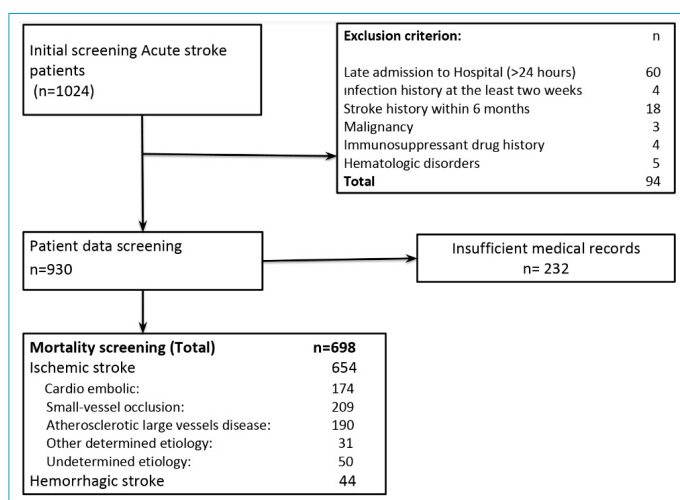 Initial screening Acute stroke
patients
(n=1024)
Exclusion criterion: n
Late admission to Hospital (>24 hours) 60
Infection history at the least two weeks 4
Stroke history within 6 months 18
Malignancy 3
Immunosuppressant drug history 4
Hematologic disorders 5
Total 94
Patient data screening
n=930
Insufficient medical records
n= 232
Mortality screening (Total) n=698
Ischemic stroke 654
Cardio embolic: 174
Small-vessel occlusion: 209
Atherosclerotic large vessels disease: 190
Other determined etiology: 31
Undetermined etiology: 50
Hemorrhagic stroke 44